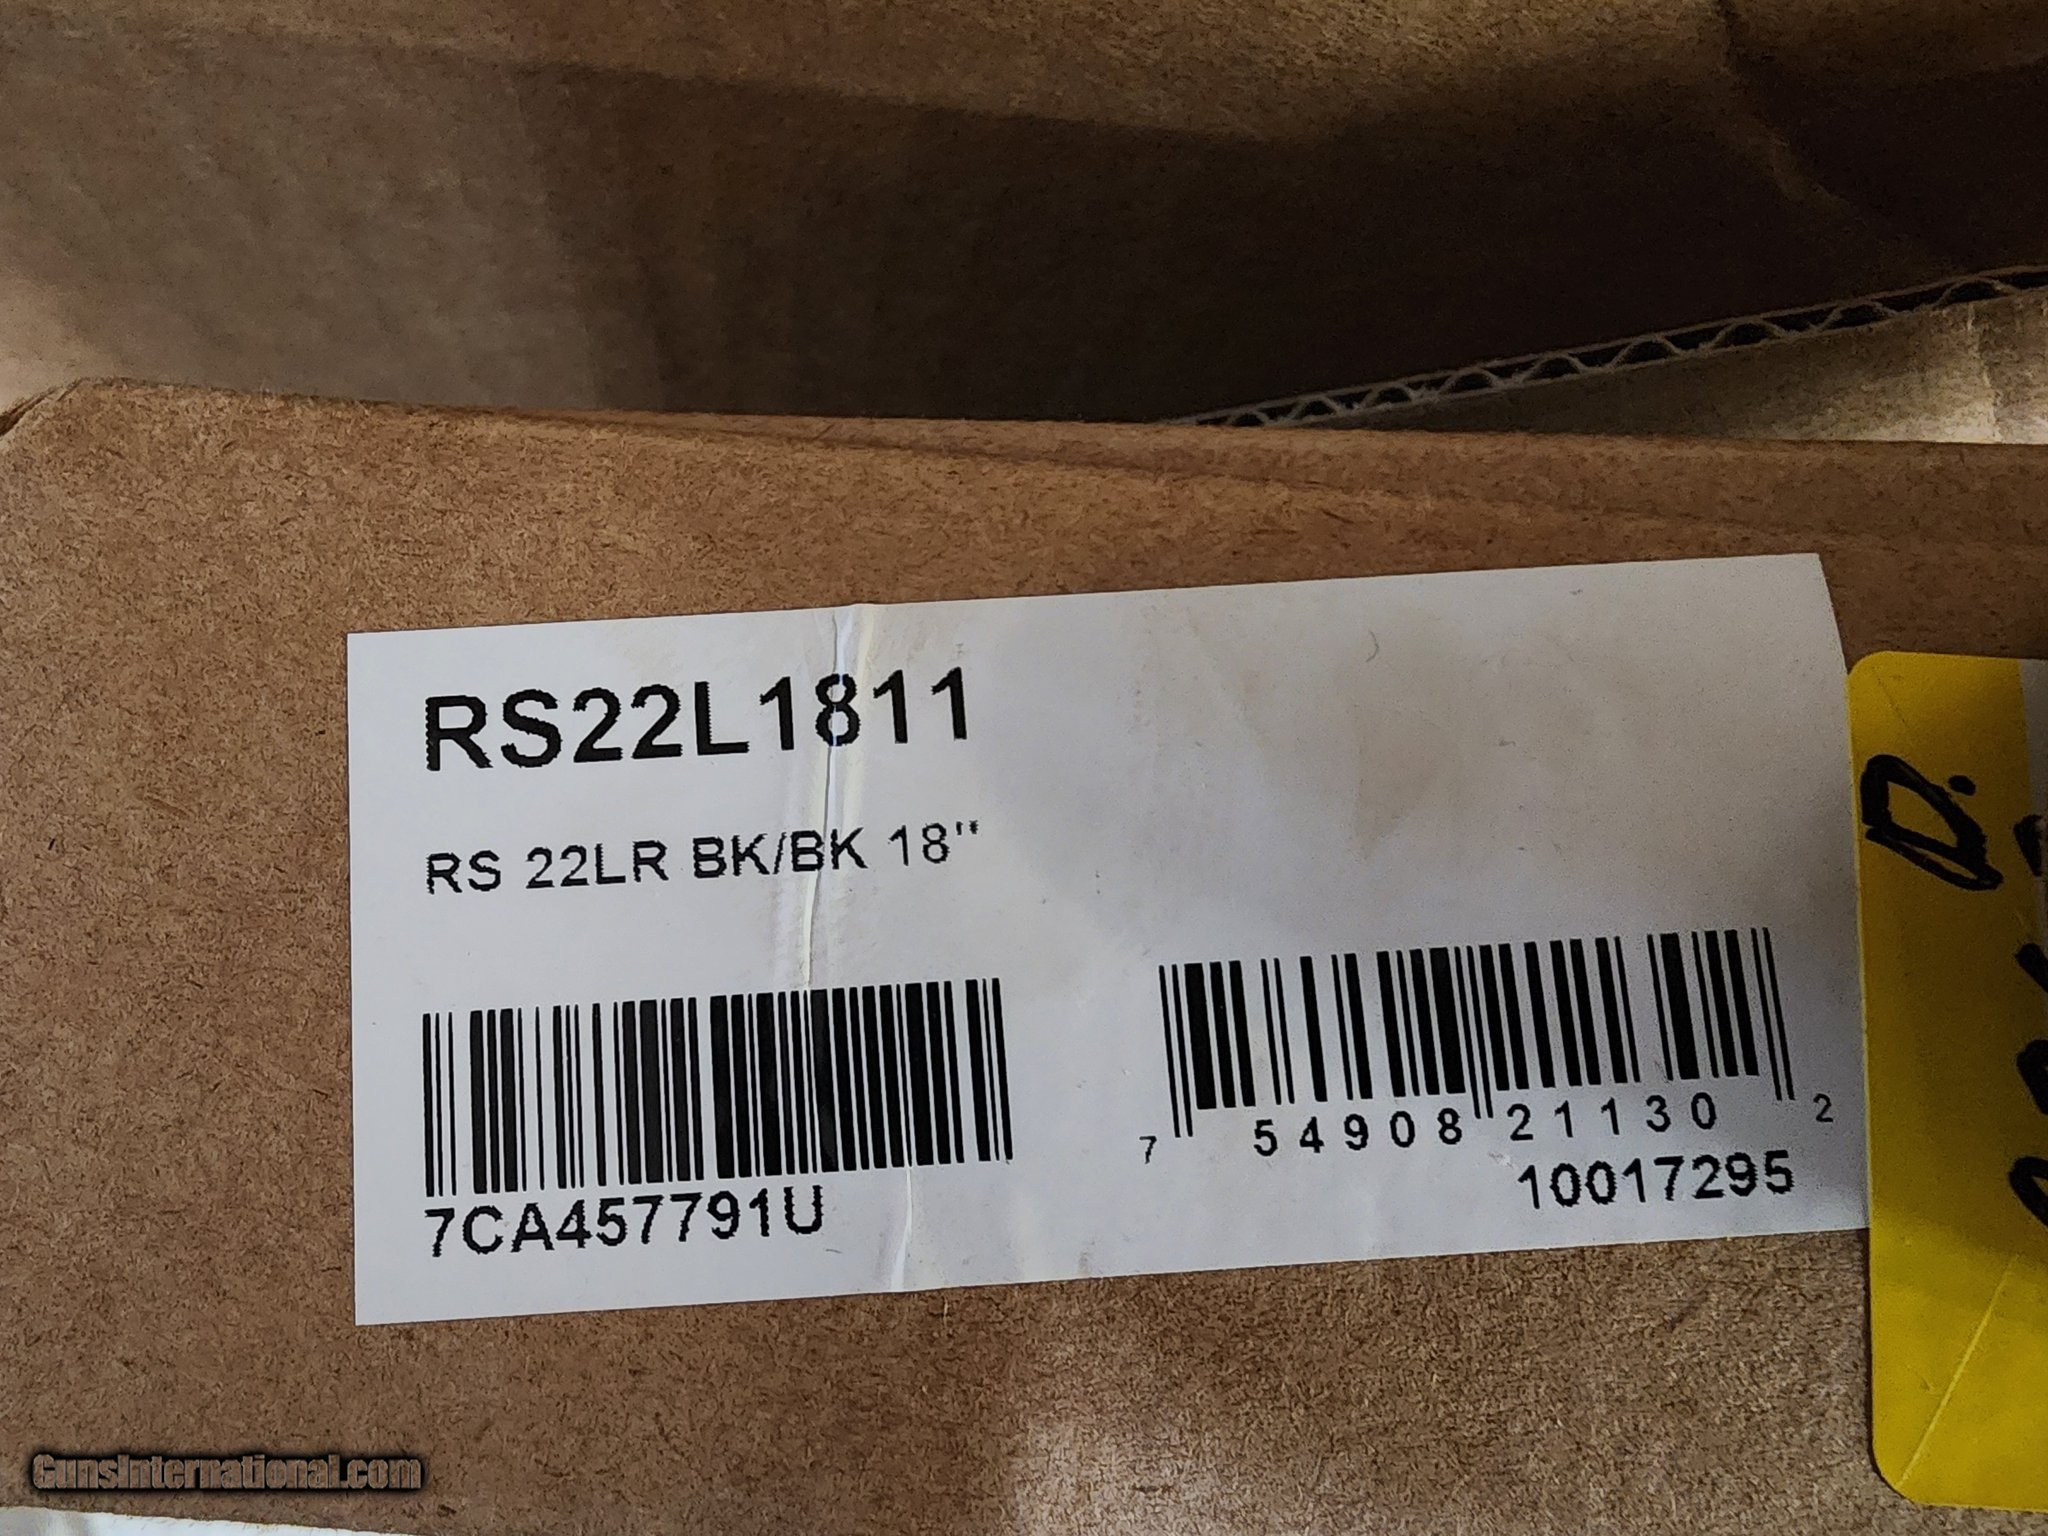 RS22L1811
RS 22LR BK/BK 18"
7CA457791U
7 54908 21130 2
10017295
D.
GunsInternational.com